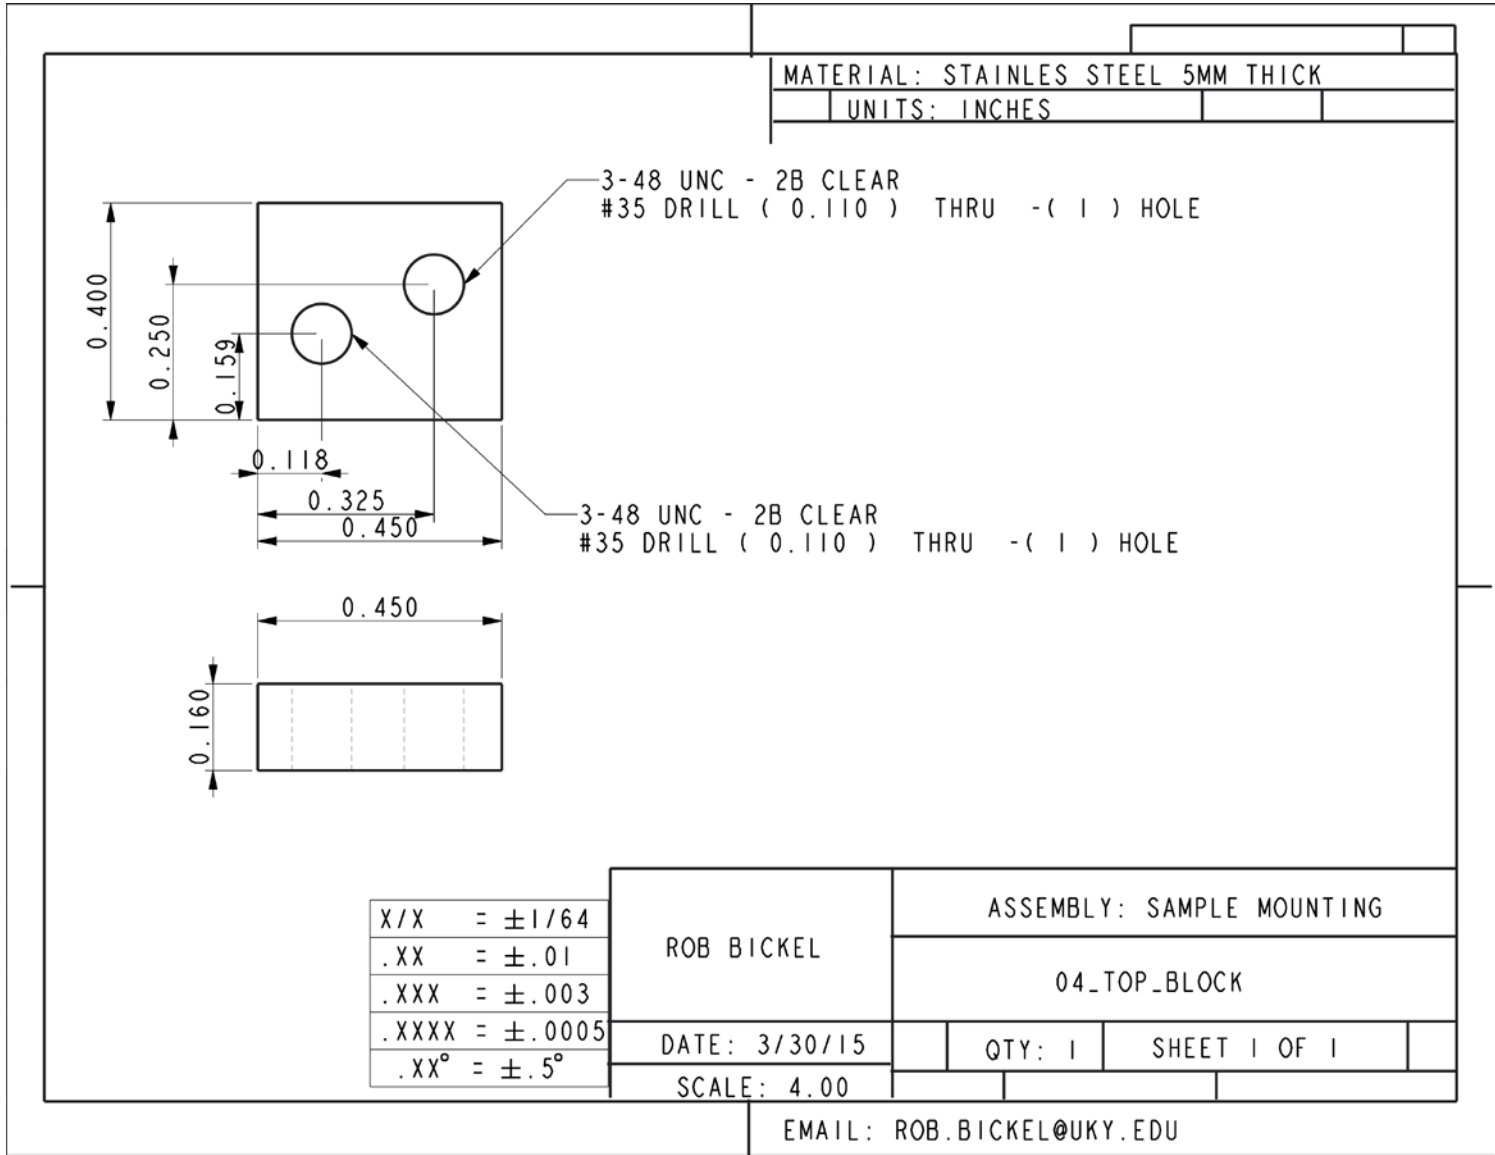 MATERIAL: STAINLES STEEL 5MM THICK
UNITS: INCHES
3-48 UNC - 2B CLEAR
#35 DRILL ( 0.110 ) THRU -( 1 ) HOLE
0.400
0.250
0.159
0.118
0.325
0.450
3-48 UNC - 2B CLEAR
#35 DRILL ( 0.110 ) THRU -( 1 ) HOLE
0.450
0.160
X/X = ±1/64
.XX = ±.01
.XXX = ±.003
.XXXX = ±.0005
.XX° = ±.5°
ROB BICKEL
DATE: 3/30/15
SCALE: 4.00
ASSEMBLY: SAMPLE MOUNTING
04_TOP_BLOCK
QTY: 1
SHEET 1 OF 1
EMAIL: ROB.BICKEL@UKY.EDU